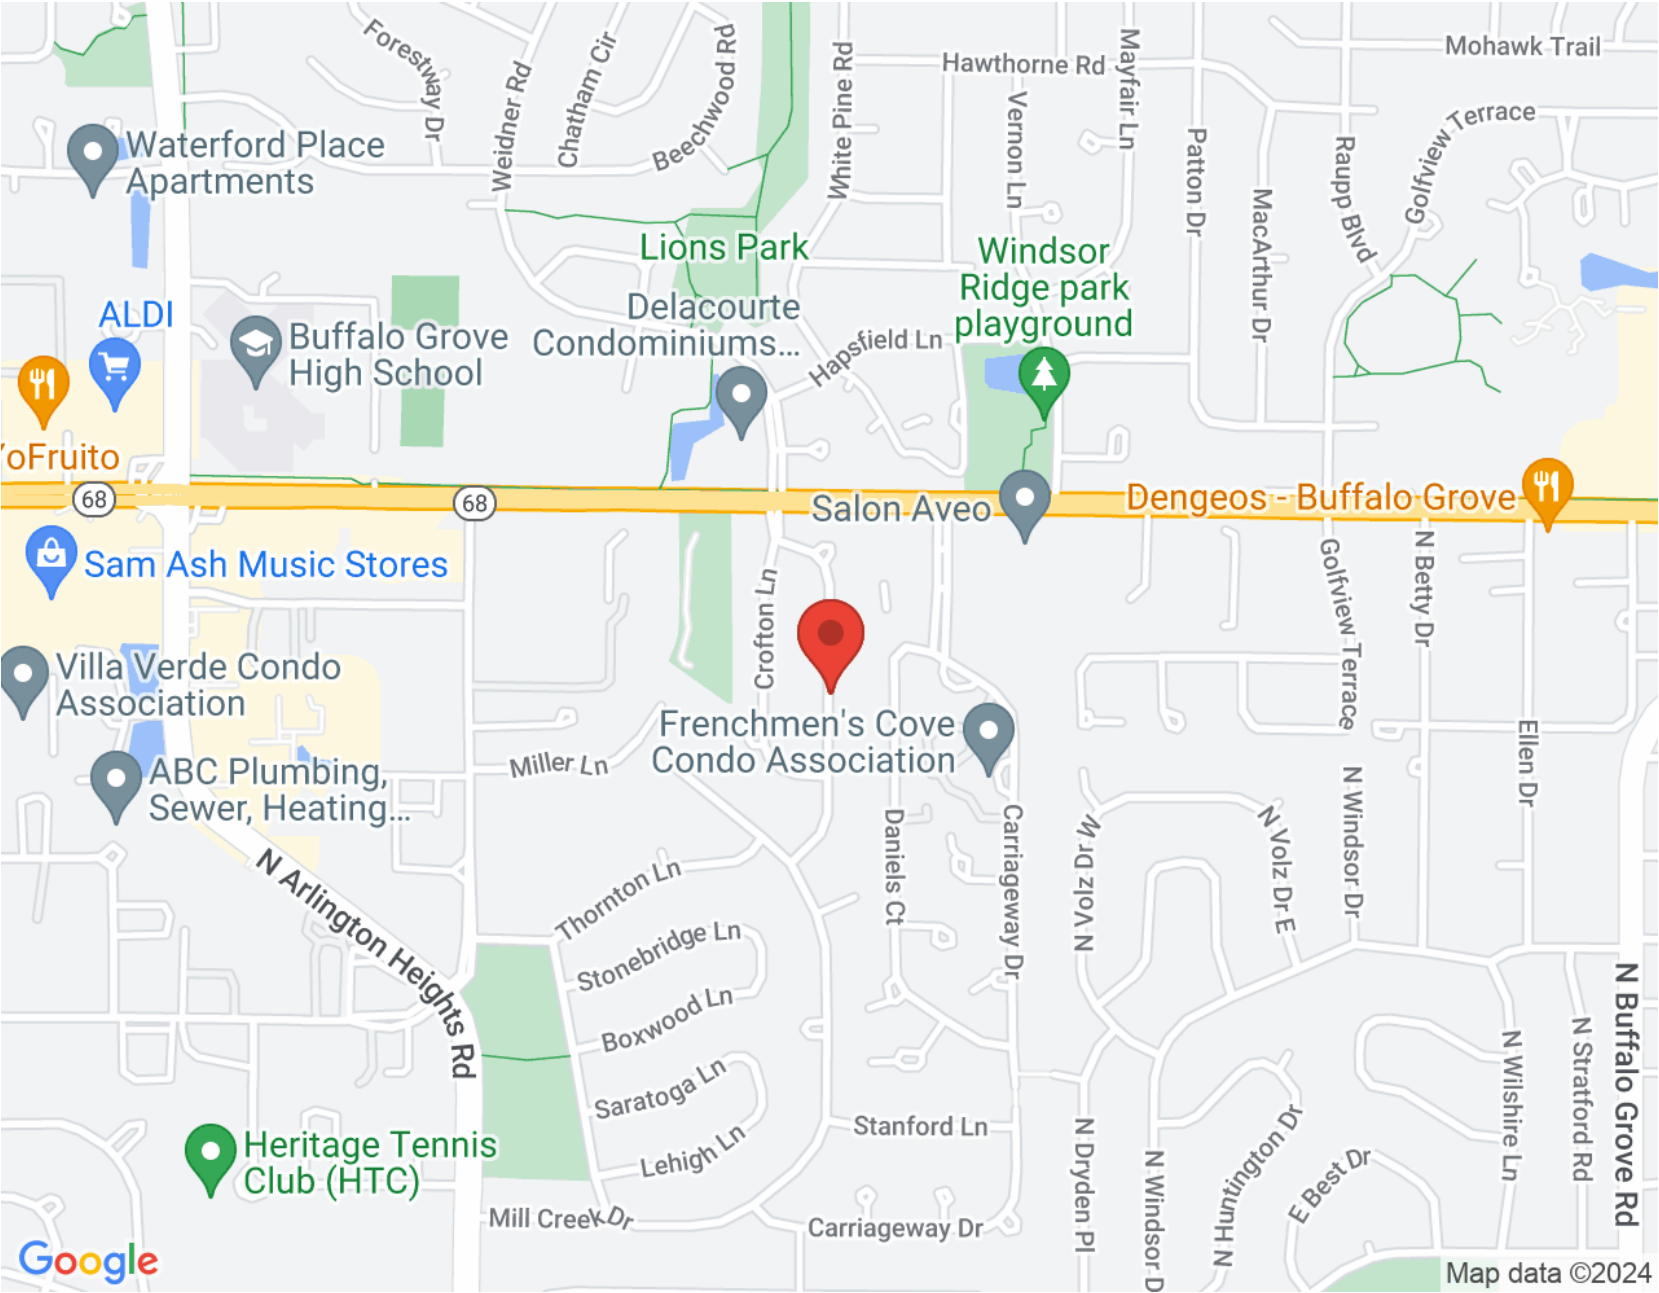 Mohawk Trail
Forestway Dr
Weidner Rd
Chatham Cir
Beechwood Rd
White Pine Rd
Hawthorne Rd
Mayfair Ln
Vernon Ln
Patton Dr
MacArthur Dr
Raupp Blvd
Golfview Terrace
Waterford Place
Apartments
Lions Park
Windsor
Ridge park
playground
ALDI
Buffalo Grove
High School
Delacourte
Condominiums...
Hapsfield Ln
YoFruito
68
68
Salon Aveo
Dengeos - Buffalo Grove
Sam Ash Music Stores
Crofton Ln
Golfview Terrace
N Betty Dr
Villa Verde Condo
Association
Frenchmen's Cove
Condo Association
Miller Ln
ABC Plumbing,
Sewer, Heating...
Ellen Dr
N Windsor Dr
N Volz Dr E
N Volz Dr W
Carriageway Dr
Daniels Ct
N Arlington Heights Rd
Thornton Ln
Stonebridge Ln
Boxwood Ln
Saratoga Ln
Lehigh Ln
Stanford Ln
N Dryden Pl
N Windsor D
N Huntington Dr
E Best Dr
N Wilshire Ln
N Stratford Rd
N Buffalo Grove Rd
Heritage Tennis
Club (HTC)
Mill Creek Dr
Carriageway Dr
Google
Map data ©2024